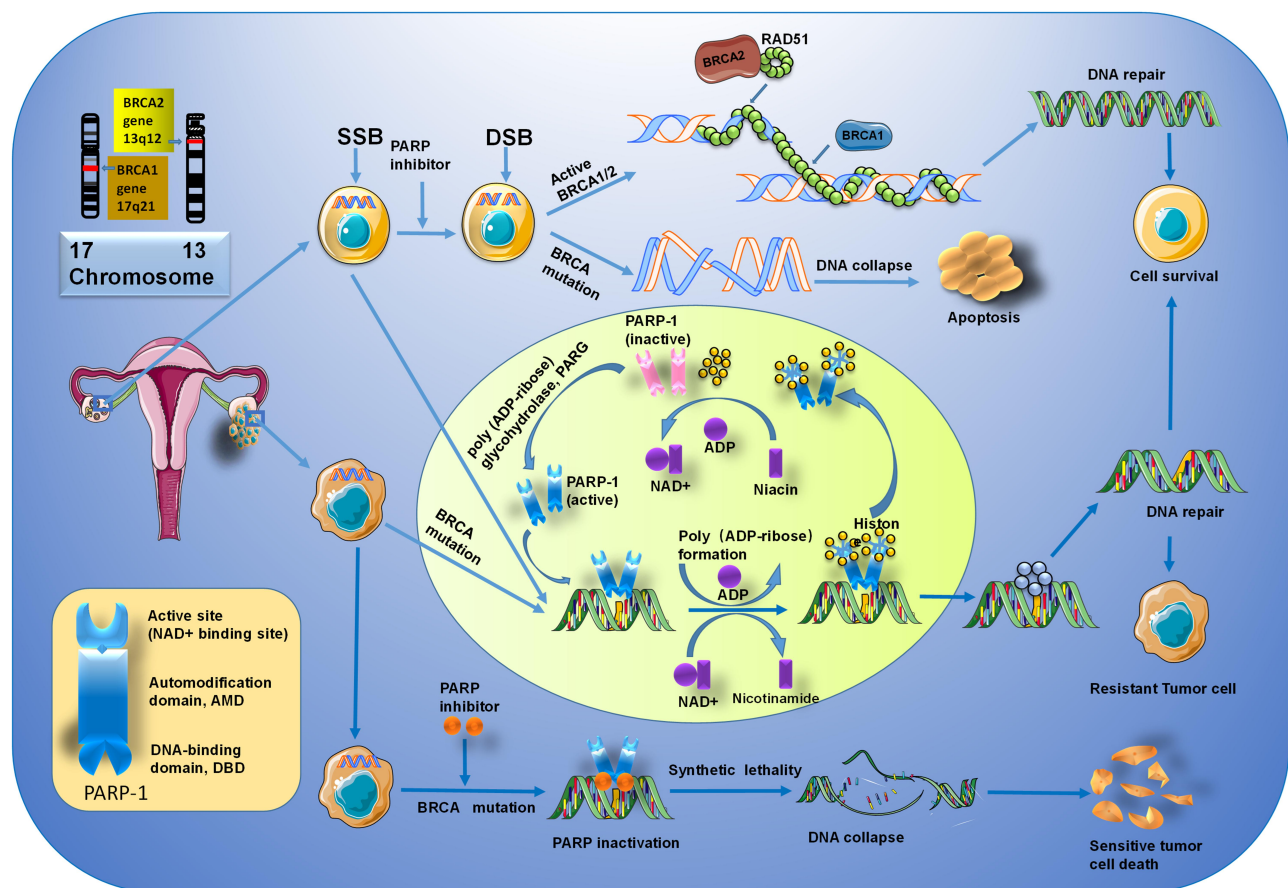 BRCA2
gene
13q12
BRCA1
gene
17q21
17 13
Chromosome
SSB
PARP
inhibitor
DSB
Active
BRCA1/2
BRCA
mutation
BRCA2
RAD51
BRCA1
DNA repair
Cell survival
DNA collapse
Apoptosis
PARP-1
(inactive)
poly (ADP-ribose)
glycohydrolase, PARG
ADP
NAD+
Niacin
PARP-1
(active)
BRCA
mutation
Poly (ADP-ribose)
formation
ADP
Histon
e
NAD+
Nicotinamide
DNA repair
Resistant Tumor cell
Active site
(NAD+ binding site)
Automodification
domain, AMD
DNA-binding
domain, DBD
PARP-1
PARP
inhibitor
BRCA mutation
PARP inactivation
Synthetic lethality
DNA collapse
Sensitive tumor
cell death